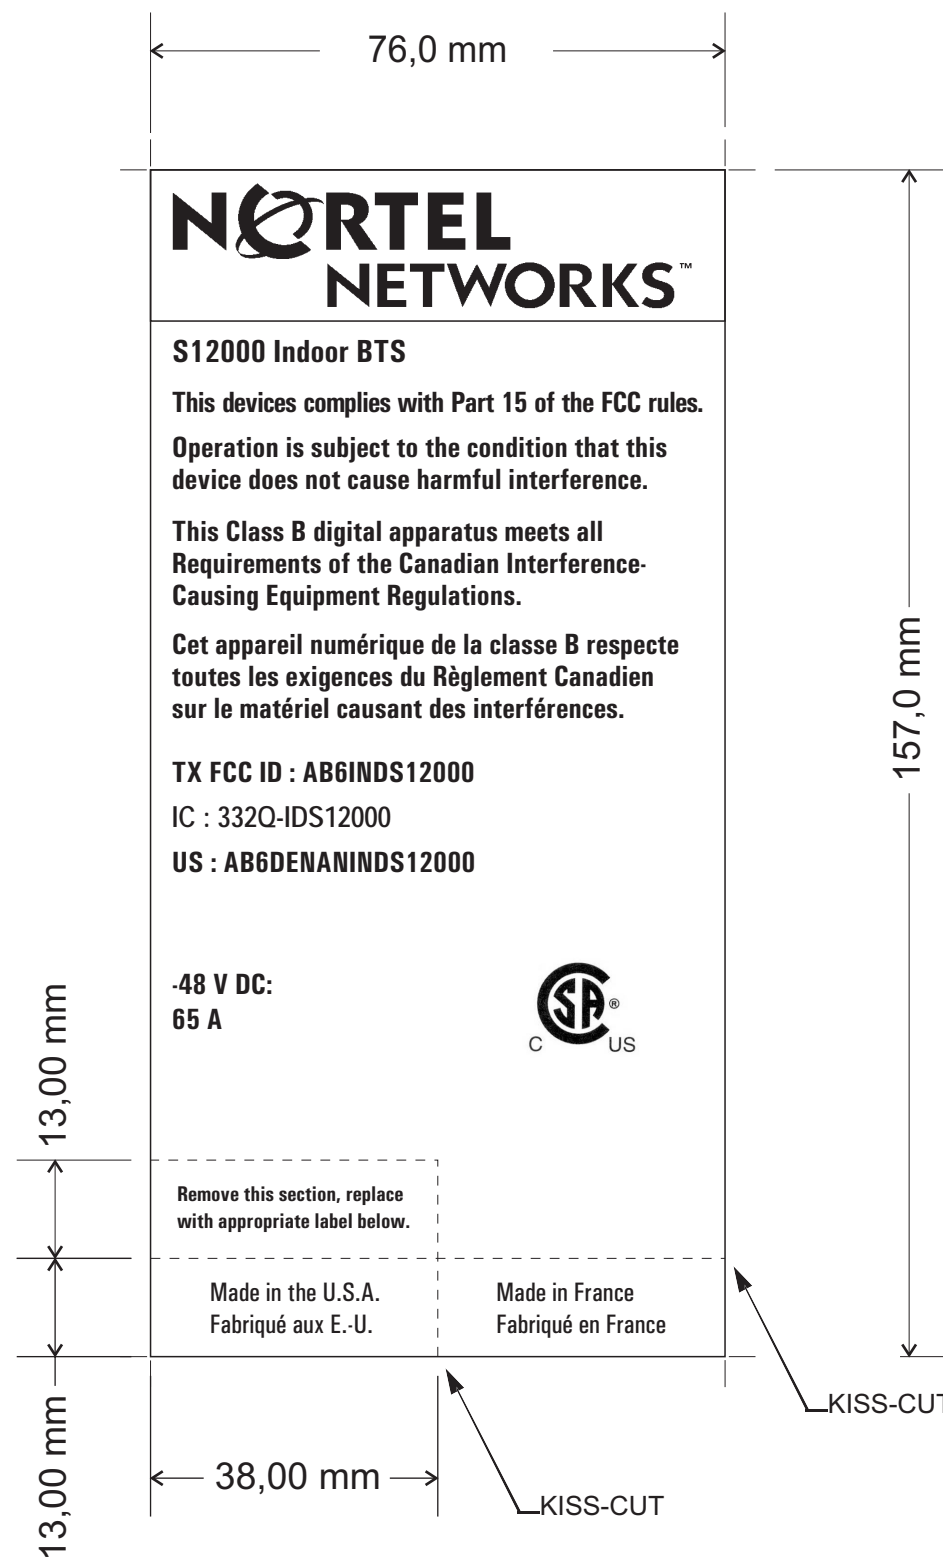 76,0 mm
NORTEL
NETWORKS™
S12000 Indoor BTS
This devices complies with Part 15 of the FCC rules.
Operation is subject to the condition that this
device does not cause harmful interference.
This Class B digital apparatus meets all
Requirements of the Canadian Interference-
Causing Equipment Regulations.
Cet appareil numérique de la classe B respecte
toutes les exigences du Règlement Canadien
sur le matériel causant des interférences.
157,0 mm
TX FCC ID : AB6INDS12000
IC : 332Q-IDS12000
US : AB6DENANINDS12000
-48 V DC:
65 A
CSA®
C US
13,00 mm
Remove this section, replace
with appropriate label below.
Made in the U.S.A.
Fabriqué aux E.-U.
Made in France
Fabriqué en France
KISS-CUT
13,00 mm
38,00 mm
KISS-CUT